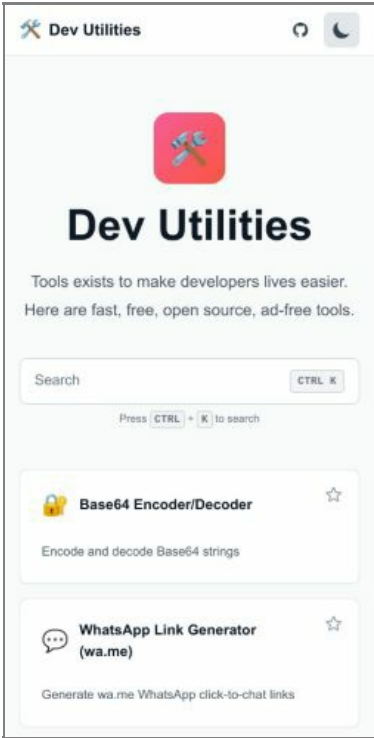 Dev Utilities
Dev Utilities
Tools exists to make developers lives easier.
Here are fast, free, open source, ad-free tools.
Search CTRL K
Press CTRL + K to search
Base64 Encoder/Decoder
Encode and decode Base64 strings
WhatsApp Link Generator
(wa.me)
Generate wa.me WhatsApp click-to-chat links